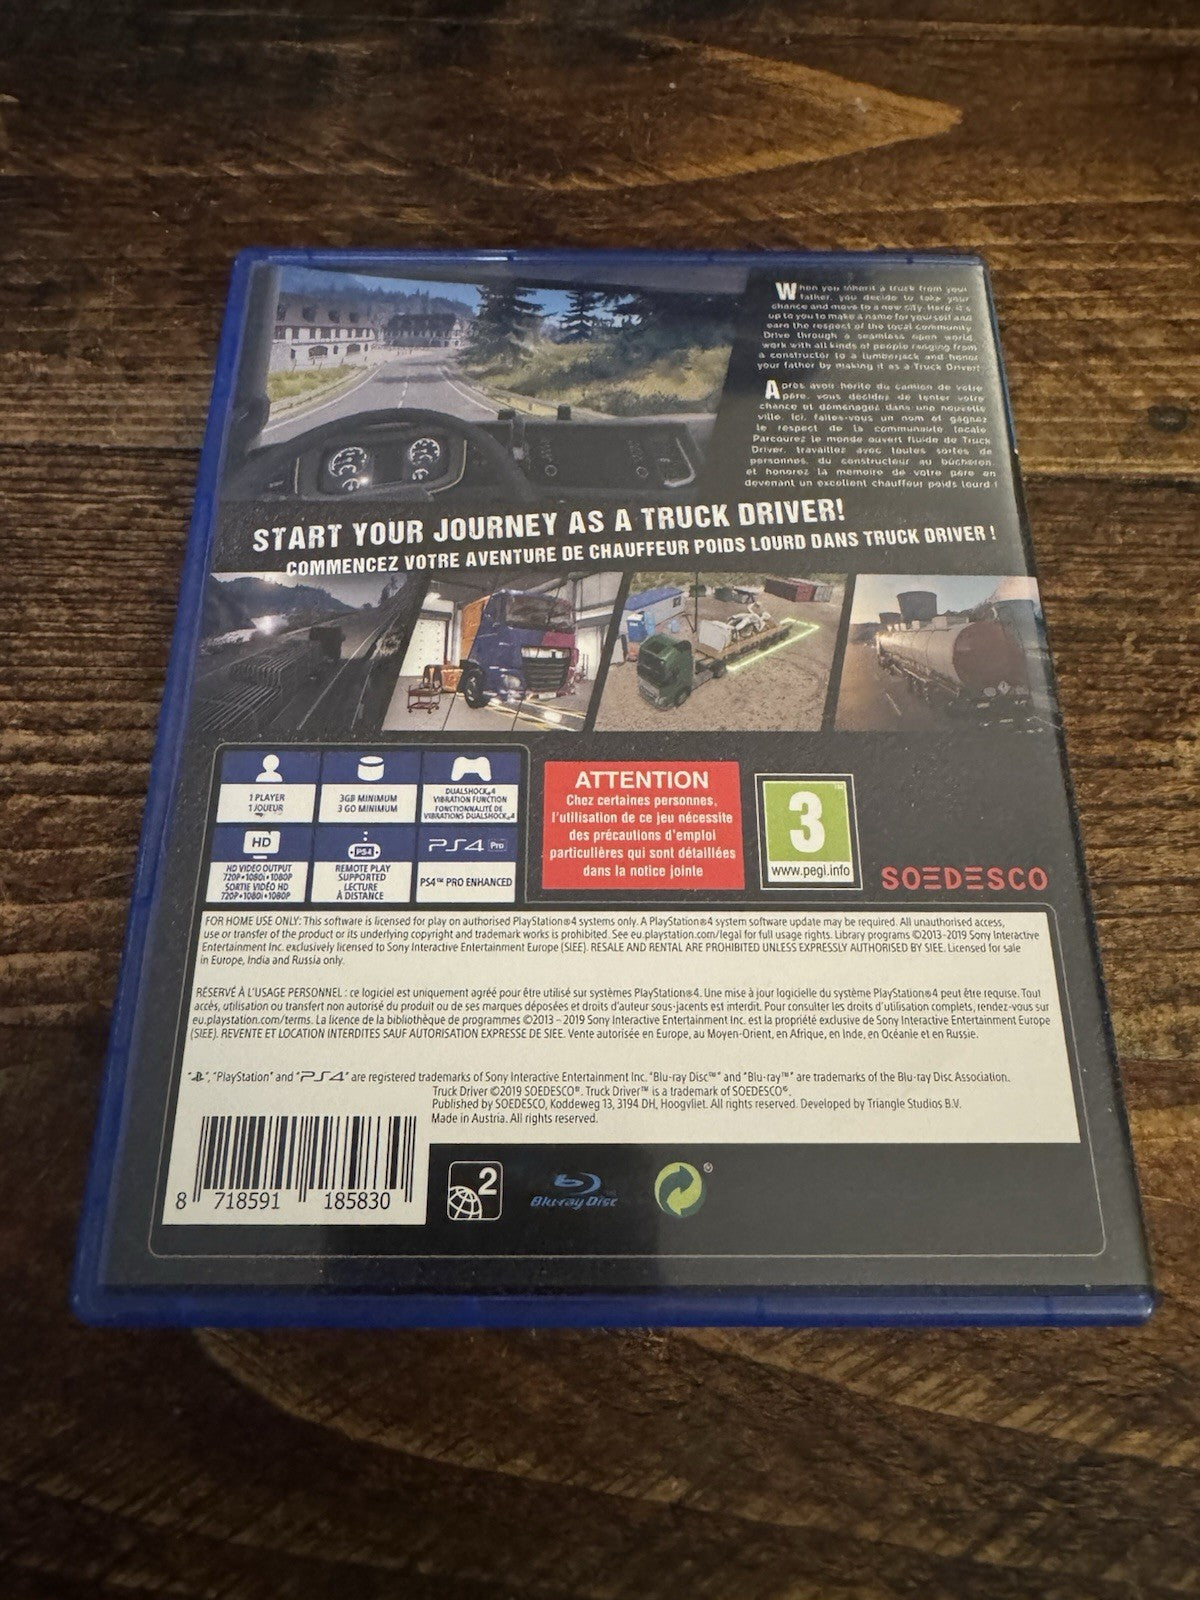 When you inherit a truck from your
father, you decide to take your
chance and move to a new city. Here, it's
up to you to make a name for yourself and
earn the respect of the local community.
Drive through a seamless open world,
work with all kinds of people ranging from
a constructor to a lumberjack and honor
your father by making it as a Truck Driver!
Après avoir hérité du camion de votre
père, vous décidez de tenter votre
chance et déménagez dans une nouvelle
ville. Ici, faites-vous un nom et gagnez
le respect de la communauté locale.
Parcourez le monde ouvert fluide de Truck
Driver, travaillez avec toutes sortes de
personnes, du constructeur au bûcheron,
et honorez la mémoire de votre père en
devenant un excellent chauffeur poids lourd !
START YOUR JOURNEY AS A TRUCK DRIVER!
COMMENCEZ VOTRE AVENTURE DE CHAUFFEUR POIDS LOURD DANS TRUCK DRIVER !
1 PLAYER
1 JOUEUR
3GB MINIMUM
3 GO MINIMUM
DUALSHOCK®4
VIBRATION FUNCTION
FONCTIONNALITÉ DE
VIBRATIONS DUALSHOCK®4
HD
HD VIDEO OUTPUT
720P•1080i•1080P
SORTIE VIDÉO HD
720P•1080i•1080P
PS4
REMOTE PLAY
SUPPORTED
LECTURE
À DISTANCE
PS4 Pro
PS4™ PRO ENHANCED
ATTENTION
Chez certaines personnes,
l'utilisation de ce jeu nécessite
des précautions d'emploi
particulières qui sont détaillées
dans la notice jointe
3 ™
www.pegi.info
SOEDESCO
FOR HOME USE ONLY: This software is licensed for play on authorised PlayStation®4 systems only. A PlayStation®4 system software update may be required. All unauthorised access,
use or transfer of the product or its underlying copyright and trademark works is prohibited. See eu.playstation.com/legal for full usage rights. Library programs ©2013-2019 Sony Interactive
Entertainment Inc. exclusively licensed to Sony Interactive Entertainment Europe (SIEE). RESALE AND RENTAL ARE PROHIBITED UNLESS EXPRESSLY AUTHORISED BY SIEE. Licensed for sale
in Europe, India and Russia only.
RÉSERVÉ À L'USAGE PERSONNEL : ce logiciel est uniquement agréé pour être utilisé sur systèmes PlayStation®4. Une mise à jour logicielle du système PlayStation®4 peut être requise. Tout
accès, utilisation ou transfert non autorisé du produit ou de ses marques déposées et droits d'auteur sous-jacents est interdit. Pour consulter les droits d'utilisation complets, rendez-vous sur
eu.playstation.com/terms. La licence de la bibliothèque de programmes ©2013 – 2019 Sony Interactive Entertainment Inc. est la propriété exclusive de Sony Interactive Entertainment Europe
(SIEE). REVENTE ET LOCATION INTERDITES SAUF AUTORISATION EXPRESSE DE SIEE. Vente autorisée en Europe, au Moyen-Orient, en Afrique, en Inde, en Océanie et en Russie.
" ", "PlayStation" and "PS4" are registered trademarks of Sony Interactive Entertainment Inc. "Blu-ray Disc™" and "Blu-ray™" are trademarks of the Blu-ray Disc Association.
Truck Driver ©2019 SOEDESCO®. Truck Driver™ is a trademark of SOEDESCO®.
Published by SOEDESCO, Koddeweg 13, 3194 DH, Hoogvliet. All rights reserved. Developed by Triangle Studios B.V.
Made in Austria. All rights reserved.
8 718591 185830
2
Blu-ray Disc
®